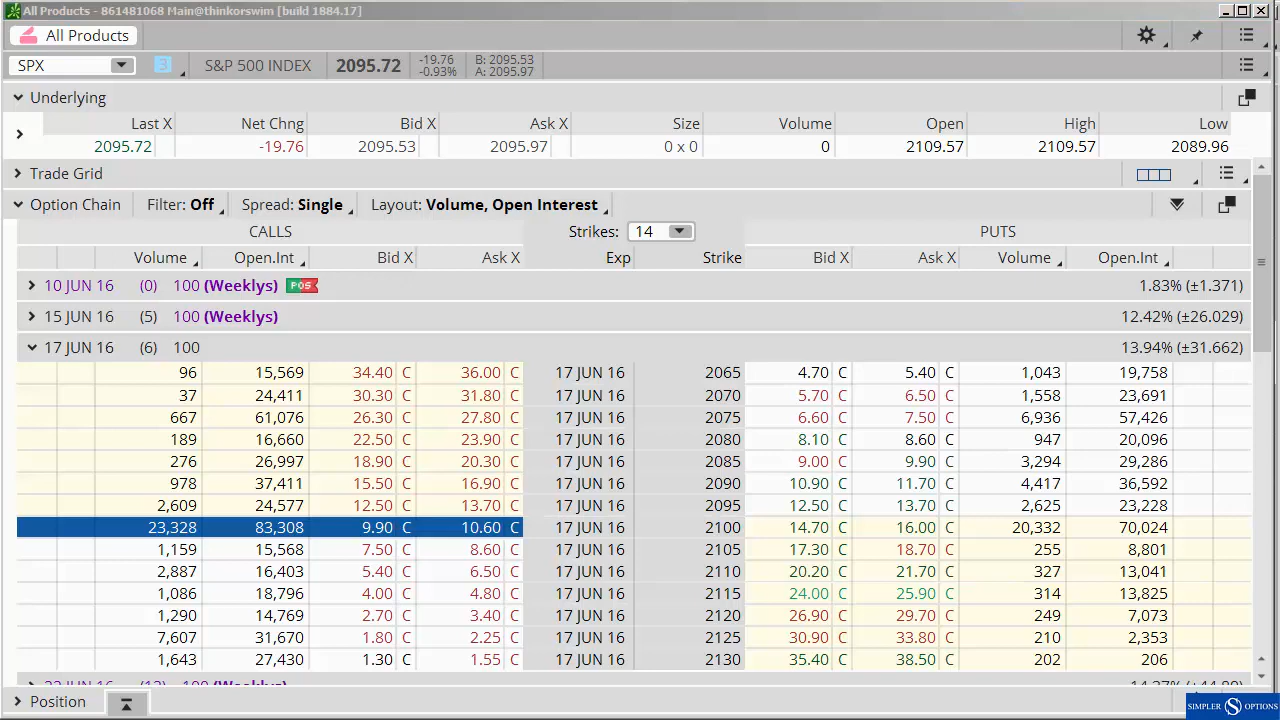 All Products - 861481068 Main@thinkorswim [build 1884.17]
All Products
SPX 3 S&P 500 INDEX 2095.72 -19.76 -0.93% B: 2095.53 A: 2095.97
Underlying
Last X Net Chng Bid X Ask X Size Volume Open High Low
2095.72 -19.76 2095.53 2095.97 0 x 0 0 2109.57 2109.57 2089.96
Trade Grid
Option Chain Filter: Off Spread: Single Layout: Volume, Open Interest
CALLS Strikes: 14 PUTS
Volume Open.Int Bid X Ask X Exp Strike Bid X Ask X Volume Open.Int
10 JUN 16 (0) 100 (Weeklys) POS 1.83% (±1.371)
15 JUN 16 (5) 100 (Weeklys) 12.42% (±26.029)
17 JUN 16 (6) 100 13.94% (±31.662)
96 15,569 34.40 C 36.00 C 17 JUN 16 2065 4.70 C 5.40 C 1,043 19,758
37 24,411 30.30 C 31.80 C 17 JUN 16 2070 5.70 C 6.50 C 1,558 23,691
667 61,076 26.30 C 27.80 C 17 JUN 16 2075 6.60 C 7.50 C 6,936 57,426
189 16,660 22.50 C 23.90 C 17 JUN 16 2080 8.10 C 8.60 C 947 20,096
276 26,997 18.90 C 20.30 C 17 JUN 16 2085 9.00 C 9.90 C 3,294 29,286
978 37,411 15.50 C 16.90 C 17 JUN 16 2090 10.90 C 11.70 C 4,417 36,592
2,609 24,577 12.50 C 13.70 C 17 JUN 16 2095 12.50 C 13.70 C 2,625 23,228
23,328 83,308 9.90 C 10.60 C 17 JUN 16 2100 14.70 C 16.00 C 20,332 70,024
1,159 15,568 7.50 C 8.60 C 17 JUN 16 2105 17.30 C 18.70 C 255 8,801
2,887 16,403 5.40 C 6.50 C 17 JUN 16 2110 20.20 C 21.70 C 327 13,041
1,086 18,796 4.00 C 4.80 C 17 JUN 16 2115 24.00 C 25.90 C 314 13,825
1,290 14,769 2.70 C 3.40 C 17 JUN 16 2120 26.90 C 29.70 C 249 7,073
7,607 31,670 1.80 C 2.25 C 17 JUN 16 2125 30.90 C 33.80 C 210 2,353
1,643 27,430 1.30 C 1.55 C 17 JUN 16 2130 35.40 C 38.50 C 202 206
100 (Weeklys)
Position
SIMPLER S OPTIONS